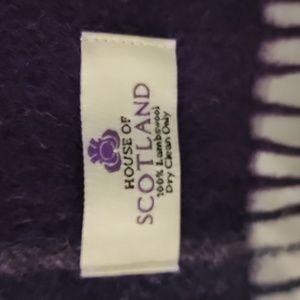 HOUSE OF
SCOTLAND
100% Lambswool
Dry Clean Only